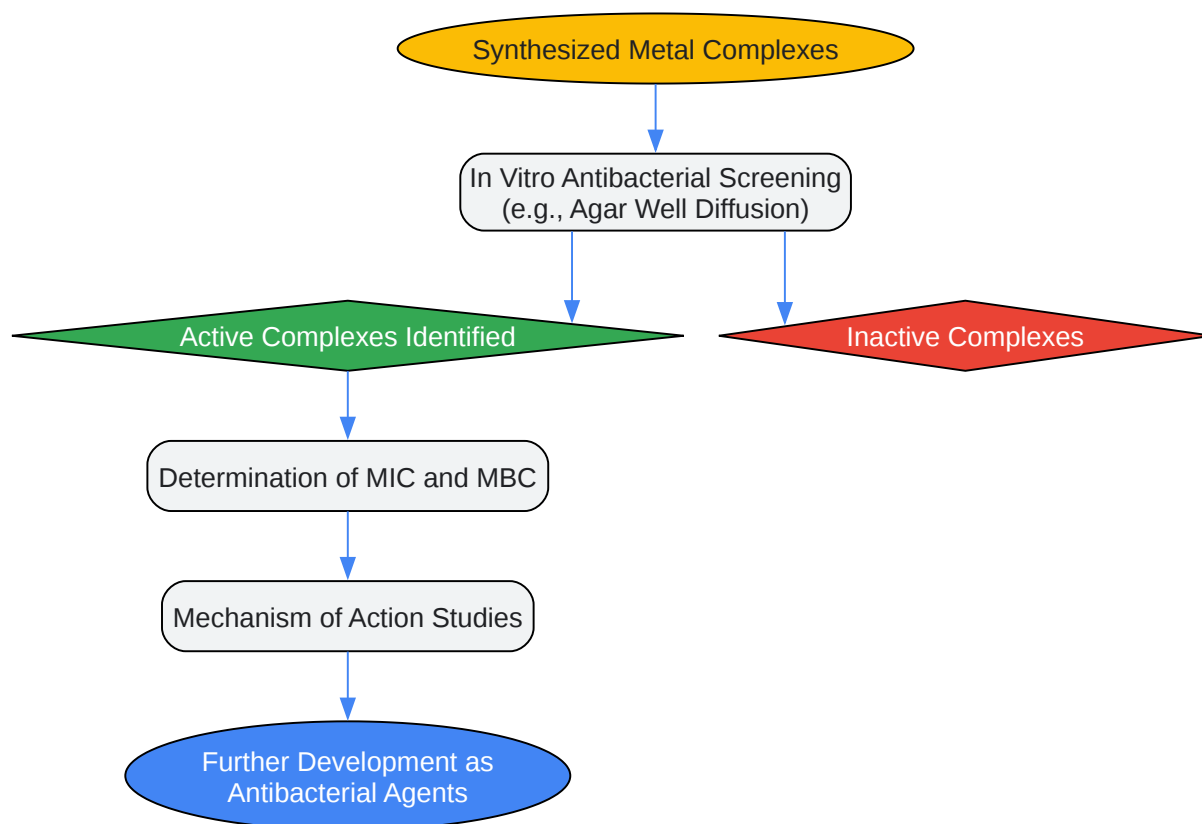 Synthesized Metal Complexes
In Vitro Antibacterial Screening
(e.g., Agar Well Diffusion)
Active Complexes Identified
Inactive Complexes
Determination of MIC and MBC
Mechanism of Action Studies
Further Development as
Antibacterial Agents